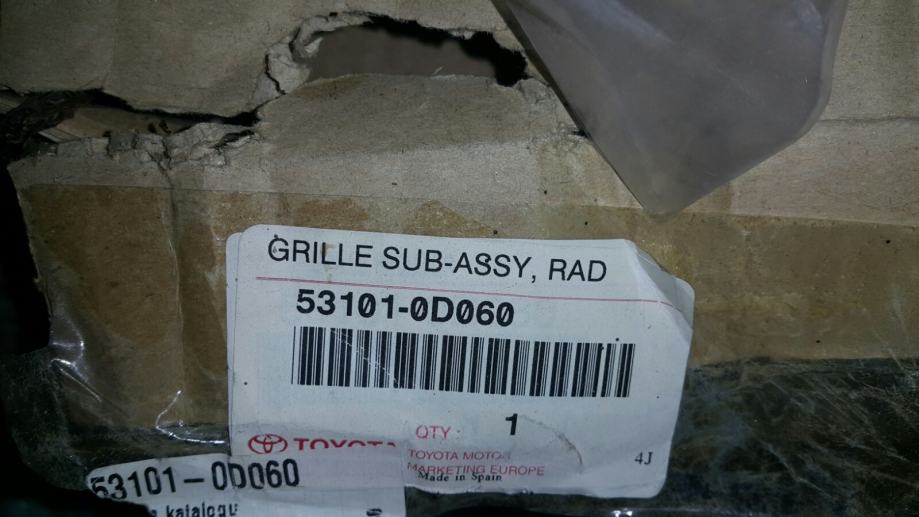 GRILLE SUB-ASSY, RAD
53101-0D060
QTY 1
TOYOTA
TOYOTA MOTOR
MARKETING EUROPE
Made in Spain
4J
53101-0D060
katalogu